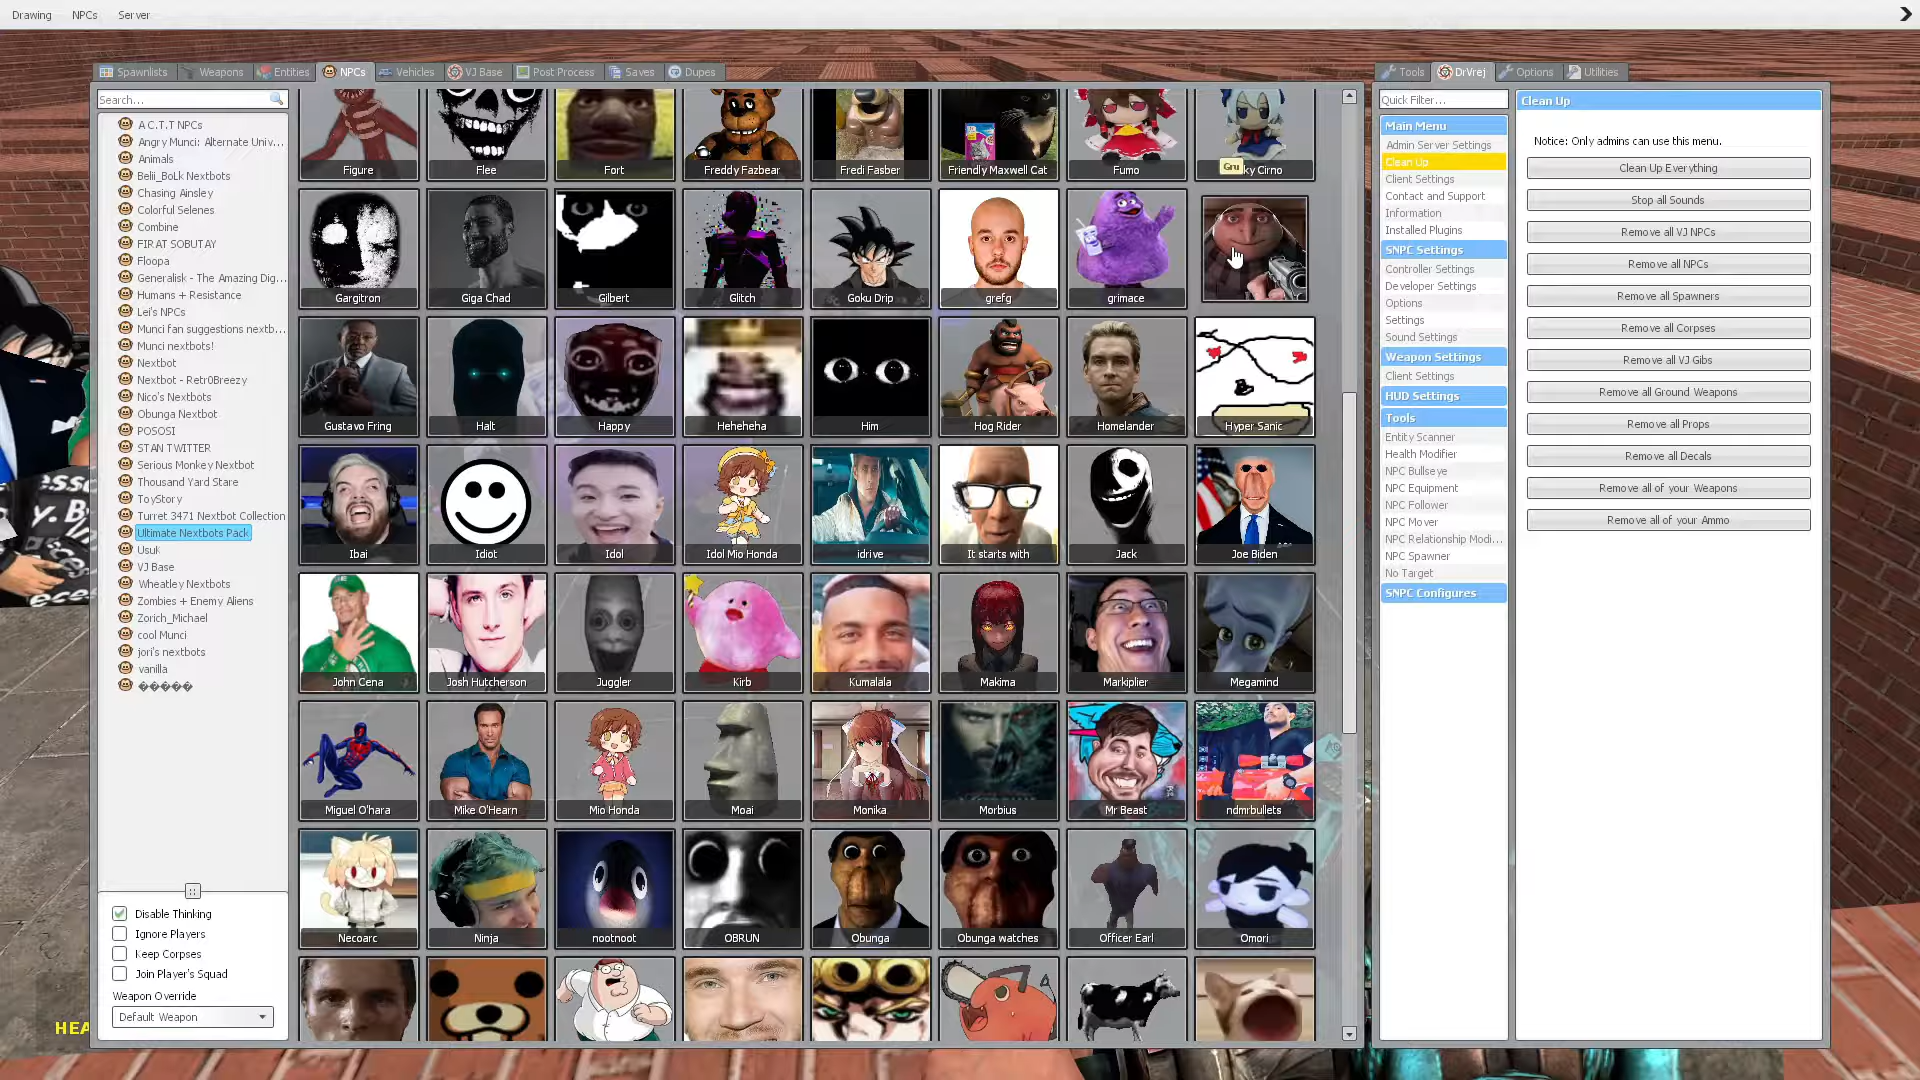 Drawing NPCs Server
Spawnlists Weapons Entities NPCs Vehicles VJ Base Post Process Saves Dupes
Tools DrVrej Options Utilities
Search...
A.C.T.T NPCs
Angry Munci: Alternate Univ...
Animals
Belii_BoLk Nextbots
Chasing Ainsley
Colorful Selenes
Combine
FIRAT SOBUTAY
Floopa
Generalisk - The Amazing Dig...
Humans + Resistance
Lei's NPCs
Munci fan suggestions nextb...
Munci nextbots!
Nextbot
Nextbot - Retr0Breezy
Nico's Nextbots
Obunga Nextbot
POSOSI
STAN TWITTER
Serious Monkey Nextbot
Thousand Yard Stare
ToyStory
Turret 3471 Nextbot Collection
Ultimate Nextbots Pack
Usuk
VJ Base
Wheatley Nextbots
Zombies + Enemy Aliens
Zorich_Michael
cool Munci
jori's nextbots
vanilla
�����
Disable Thinking
Ignore Players
Keep Corpses
Join Player's Squad
Weapon Override
Default Weapon
HEA
Figure Flee Fort Freddy Fazbear Fredi Fasber Friendly Maxwell Cat Fumo Gru ky Cirno
Gargitron Giga Chad Gilbert Glitch Goku Drip grefg grimace
Gustavo Fring Halt Happy Heheheha Him Hog Rider Homelander Hyper Sanic
Ibai Idiot Idol Idol Mio Honda idrive It starts with Jack Joe Biden
John Cena Josh Hutcherson Juggler Kirb Kumalala Makima Markiplier Megamind
Miguel O'hara Mike O'Hearn Mio Honda Moai Monika Morbius Mr Beast ndmrbullets
Necoarc Ninja nootnoot OBRUN Obunga Obunga watches Officer Earl Omori
Quick Filter...
Main Menu
Admin Server Settings
Clean Up
Client Settings
Contact and Support
Information
Installed Plugins
SNPC Settings
Controller Settings
Developer Settings
Options
Settings
Sound Settings
Weapon Settings
Client Settings
HUD Settings
Tools
Entity Scanner
Health Modifier
NPC Bullseye
NPC Equipment
NPC Follower
NPC Mover
NPC Relationship Modi...
NPC Spawner
No Target
SNPC Configures
Clean Up
Notice: Only admins can use this menu.
Clean Up Everything
Stop all Sounds
Remove all VJ NPCs
Remove all NPCs
Remove all Spawners
Remove all Corpses
Remove all VJ Gibs
Remove all Ground Weapons
Remove all Props
Remove all Decals
Remove all of your Weapons
Remove all of your Ammo